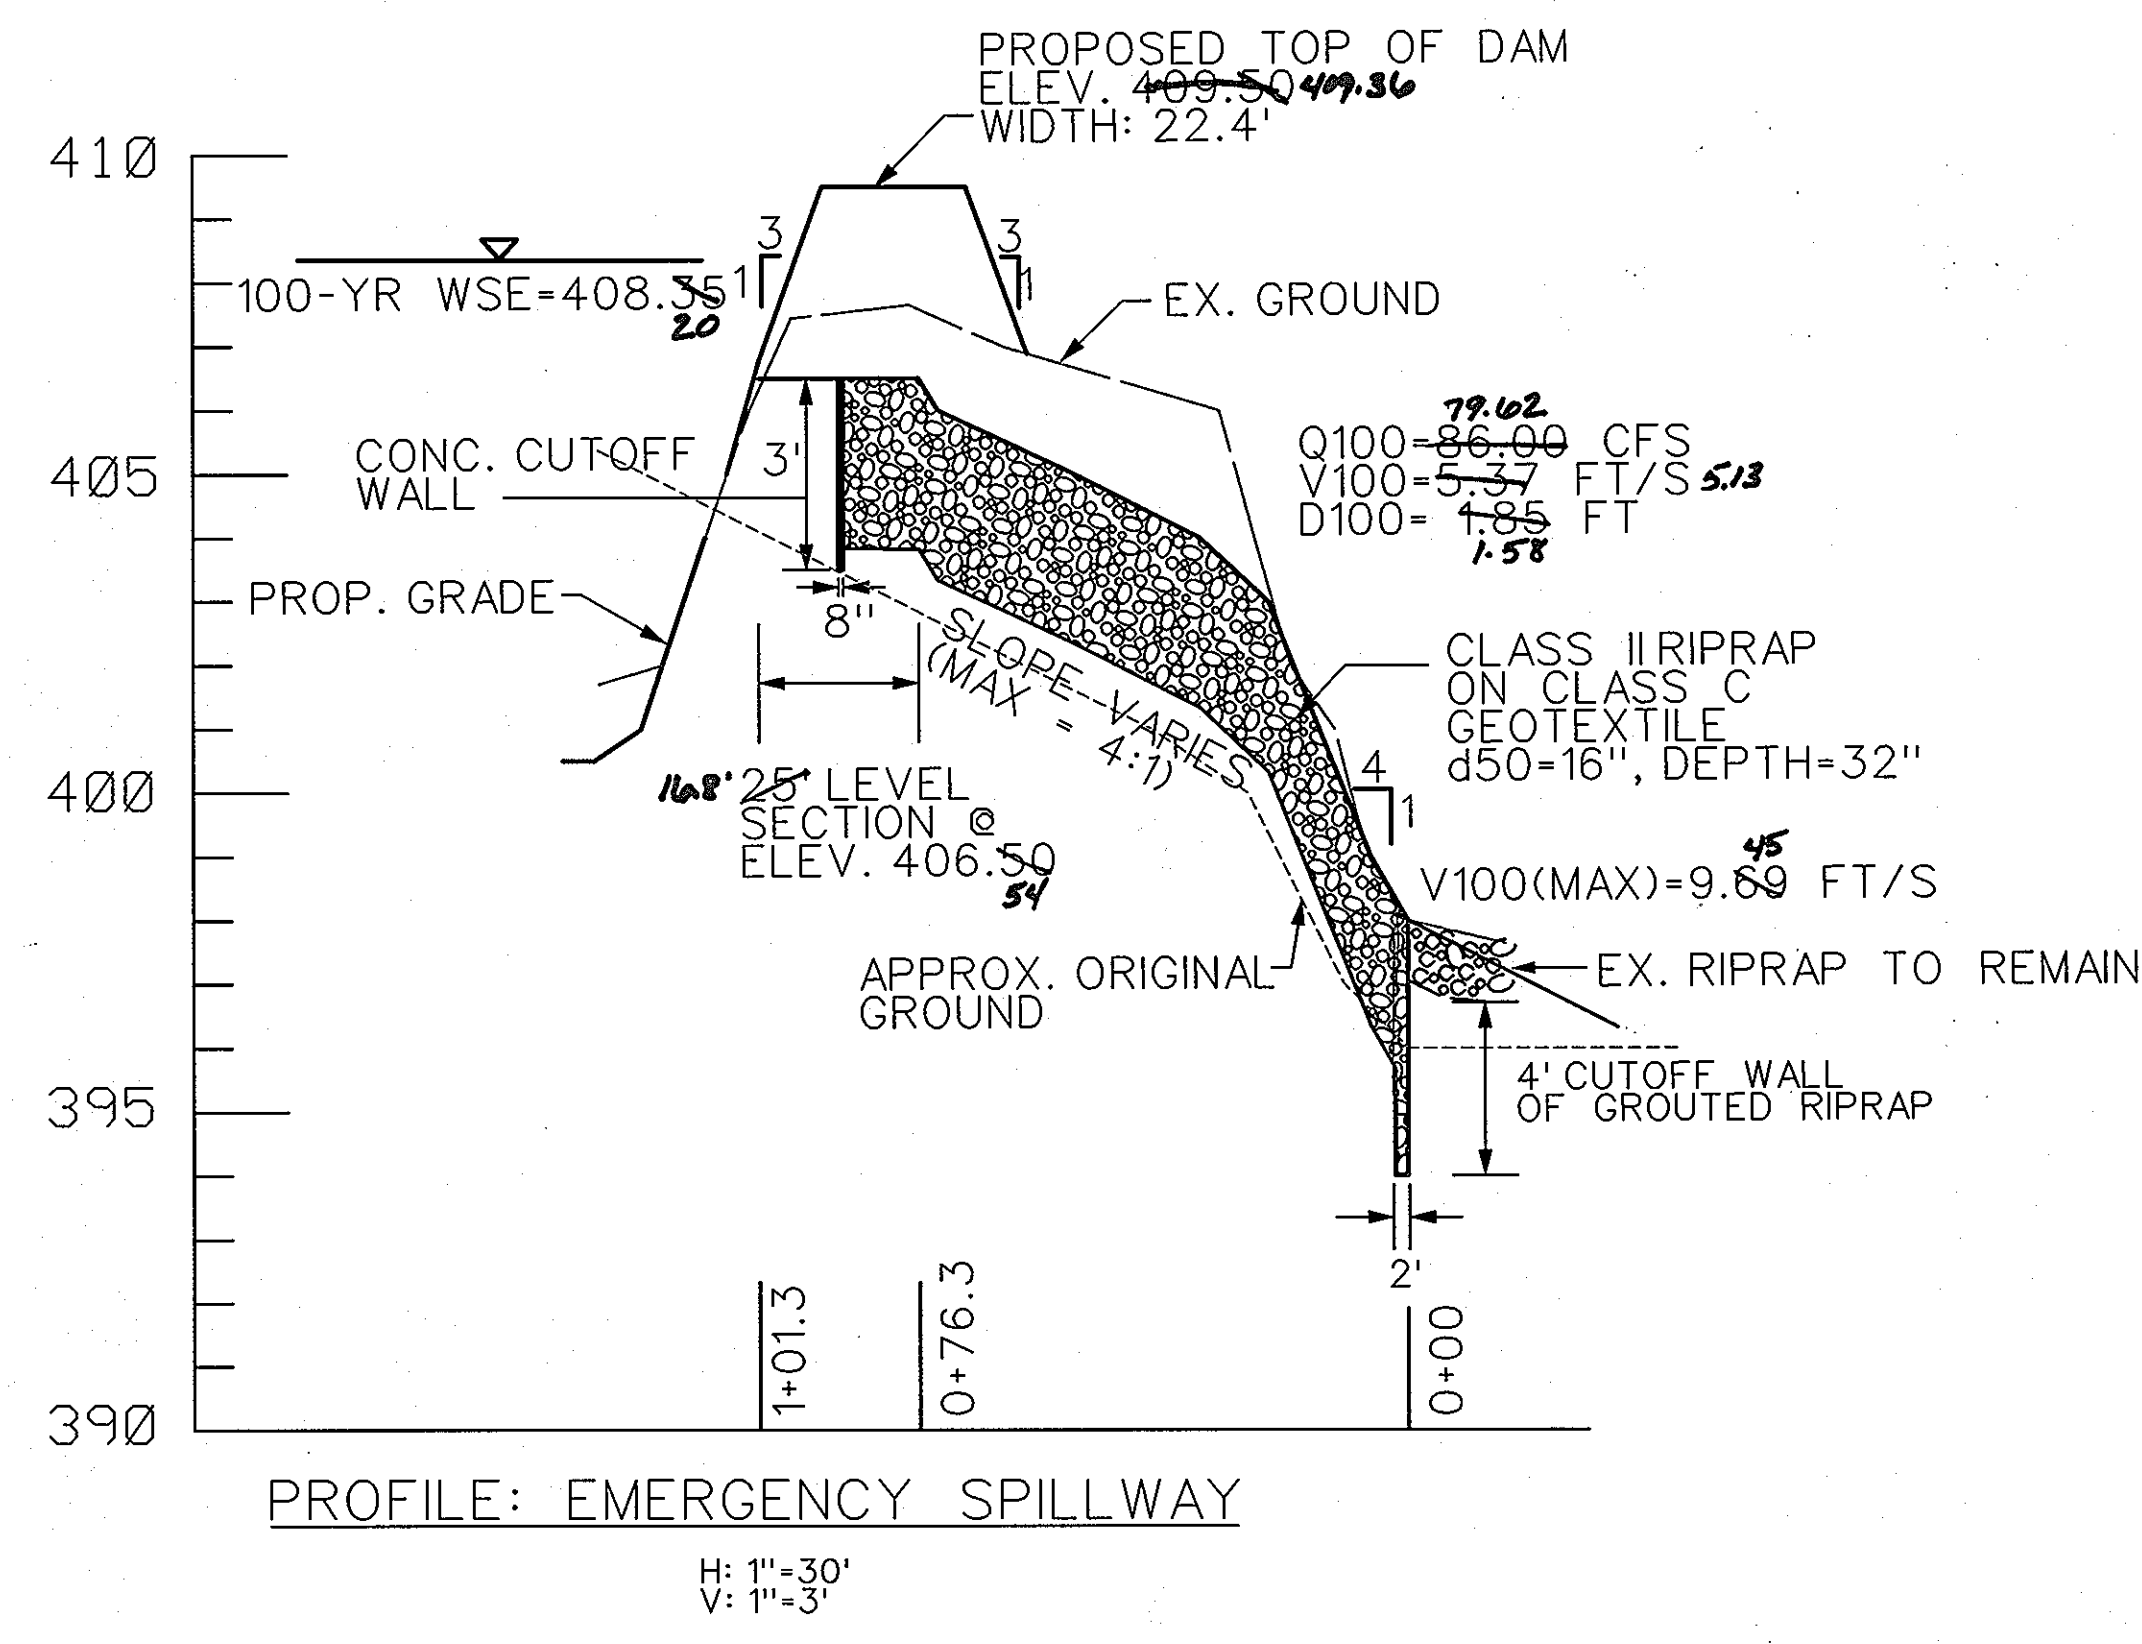 PROPOSED TOP OF DAM
ELEV. 409.50 409.36
WIDTH: 22.4'
410
405
400
395
390
3
1
3
1
100-YR WSE=408.35
20
EX. GROUND
CONC. CUTOFF
WALL
3'
79.62
Q100=86.00 CFS
V100=5.37 FT/S 5.13
D100= 1.85 FT
1.58
PROP. GRADE
8"
SLOPE VARIES
(MAX = 4:1)
CLASS II RIPRAP
ON CLASS C
GEOTEXTILE
d50=16", DEPTH=32"
4
1
16.8' 25' LEVEL
SECTION @
ELEV. 406.50
54
45
V100(MAX)=9.69 FT/S
APPROX. ORIGINAL
GROUND
EX. RIPRAP TO REMAIN
4' CUTOFF WALL
OF GROUTED RIPRAP
2'
1+01.3
0+76.3
0+00
PROFILE: EMERGENCY SPILLWAY
H: 1"=30'
V: 1"=3'